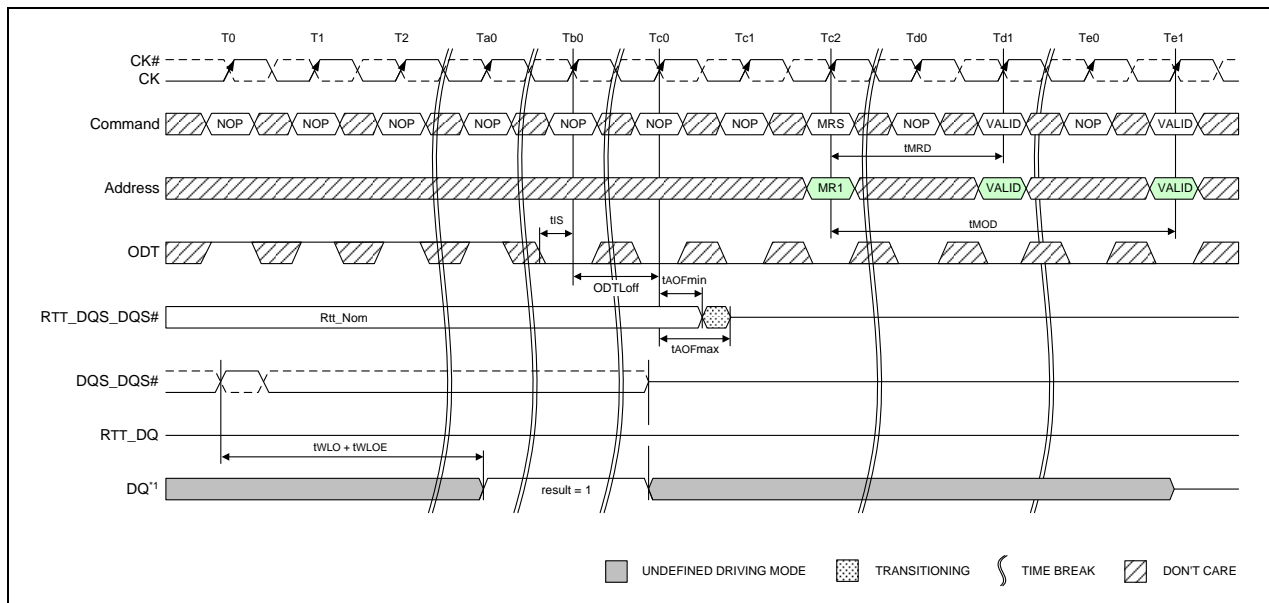 T0 T1 T2 Ta0 Tb0 Tc0 Tc1 Tc2 Td0 Td1 Te0 Te1
CK#
CK
Command NOP NOP NOP NOP NOP NOP NOP MRS NOP VALID NOP VALID
tMRD
Address MR1 VALID VALID
tIS
tMOD
ODT
ODTLoff
tAOFmin
RTT_DQS_DQS# Rtt_Nom
tAOFmax
DQS_DQS#
RTT_DQ
tWLO + tWLOE
DQ*1 result = 1
UNDEFINED DRIVING MODE TRANSITIONING TIME BREAK DON'T CARE